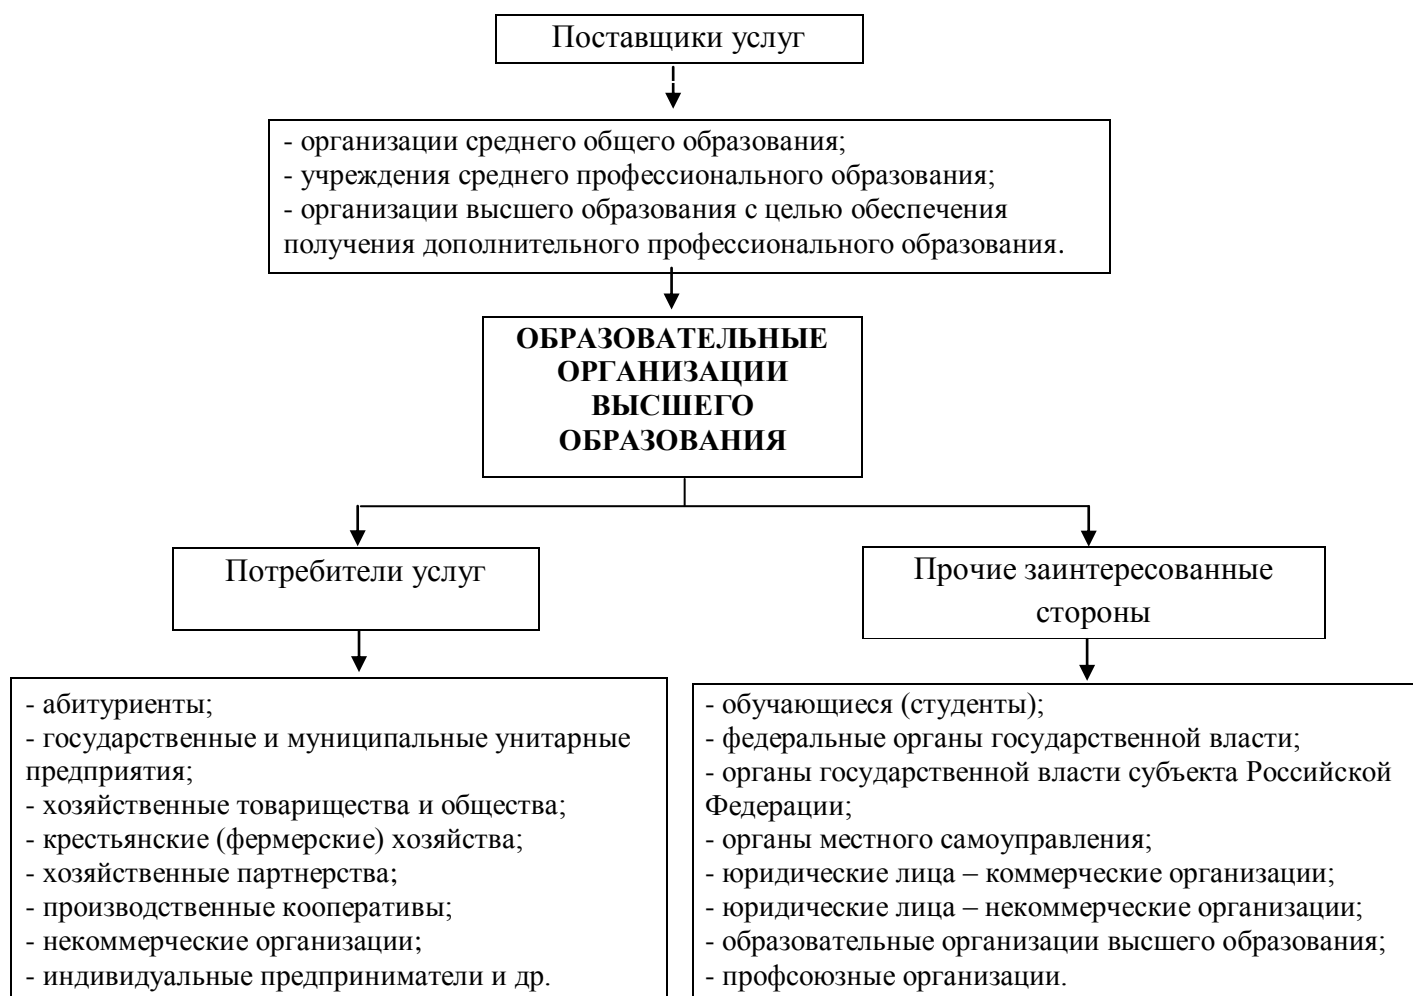 Поставщики услуг
- организации среднего общего образования;
- учреждения среднего профессионального образования;
- организации высшего образования с целью обеспечения
получения дополнительного профессионального образования.
ОБРАЗОВАТЕЛЬНЫЕ
ОРГАНИЗАЦИИ
ВЫСШЕГО
ОБРАЗОВАНИЯ
Потребители услуг
- абитуриенты;
- государственные и муниципальные унитарные
предприятия;
- хозяйственные товарищества и общества;
- крестьянские (фермерские) хозяйства;
- хозяйственные партнерства;
- производственные кооперативы;
- некоммерческие организации;
- индивидуальные предприниматели и др.
Прочие заинтересованные
стороны
- обучающиеся (студенты);
- федеральные органы государственной власти;
- органы государственной власти субъекта Российской
Федерации;
- органы местного самоуправления;
- юридические лица – коммерческие организации;
- юридические лица – некоммерческие организации;
- образовательные организации высшего образования;
- профсоюзные организации.